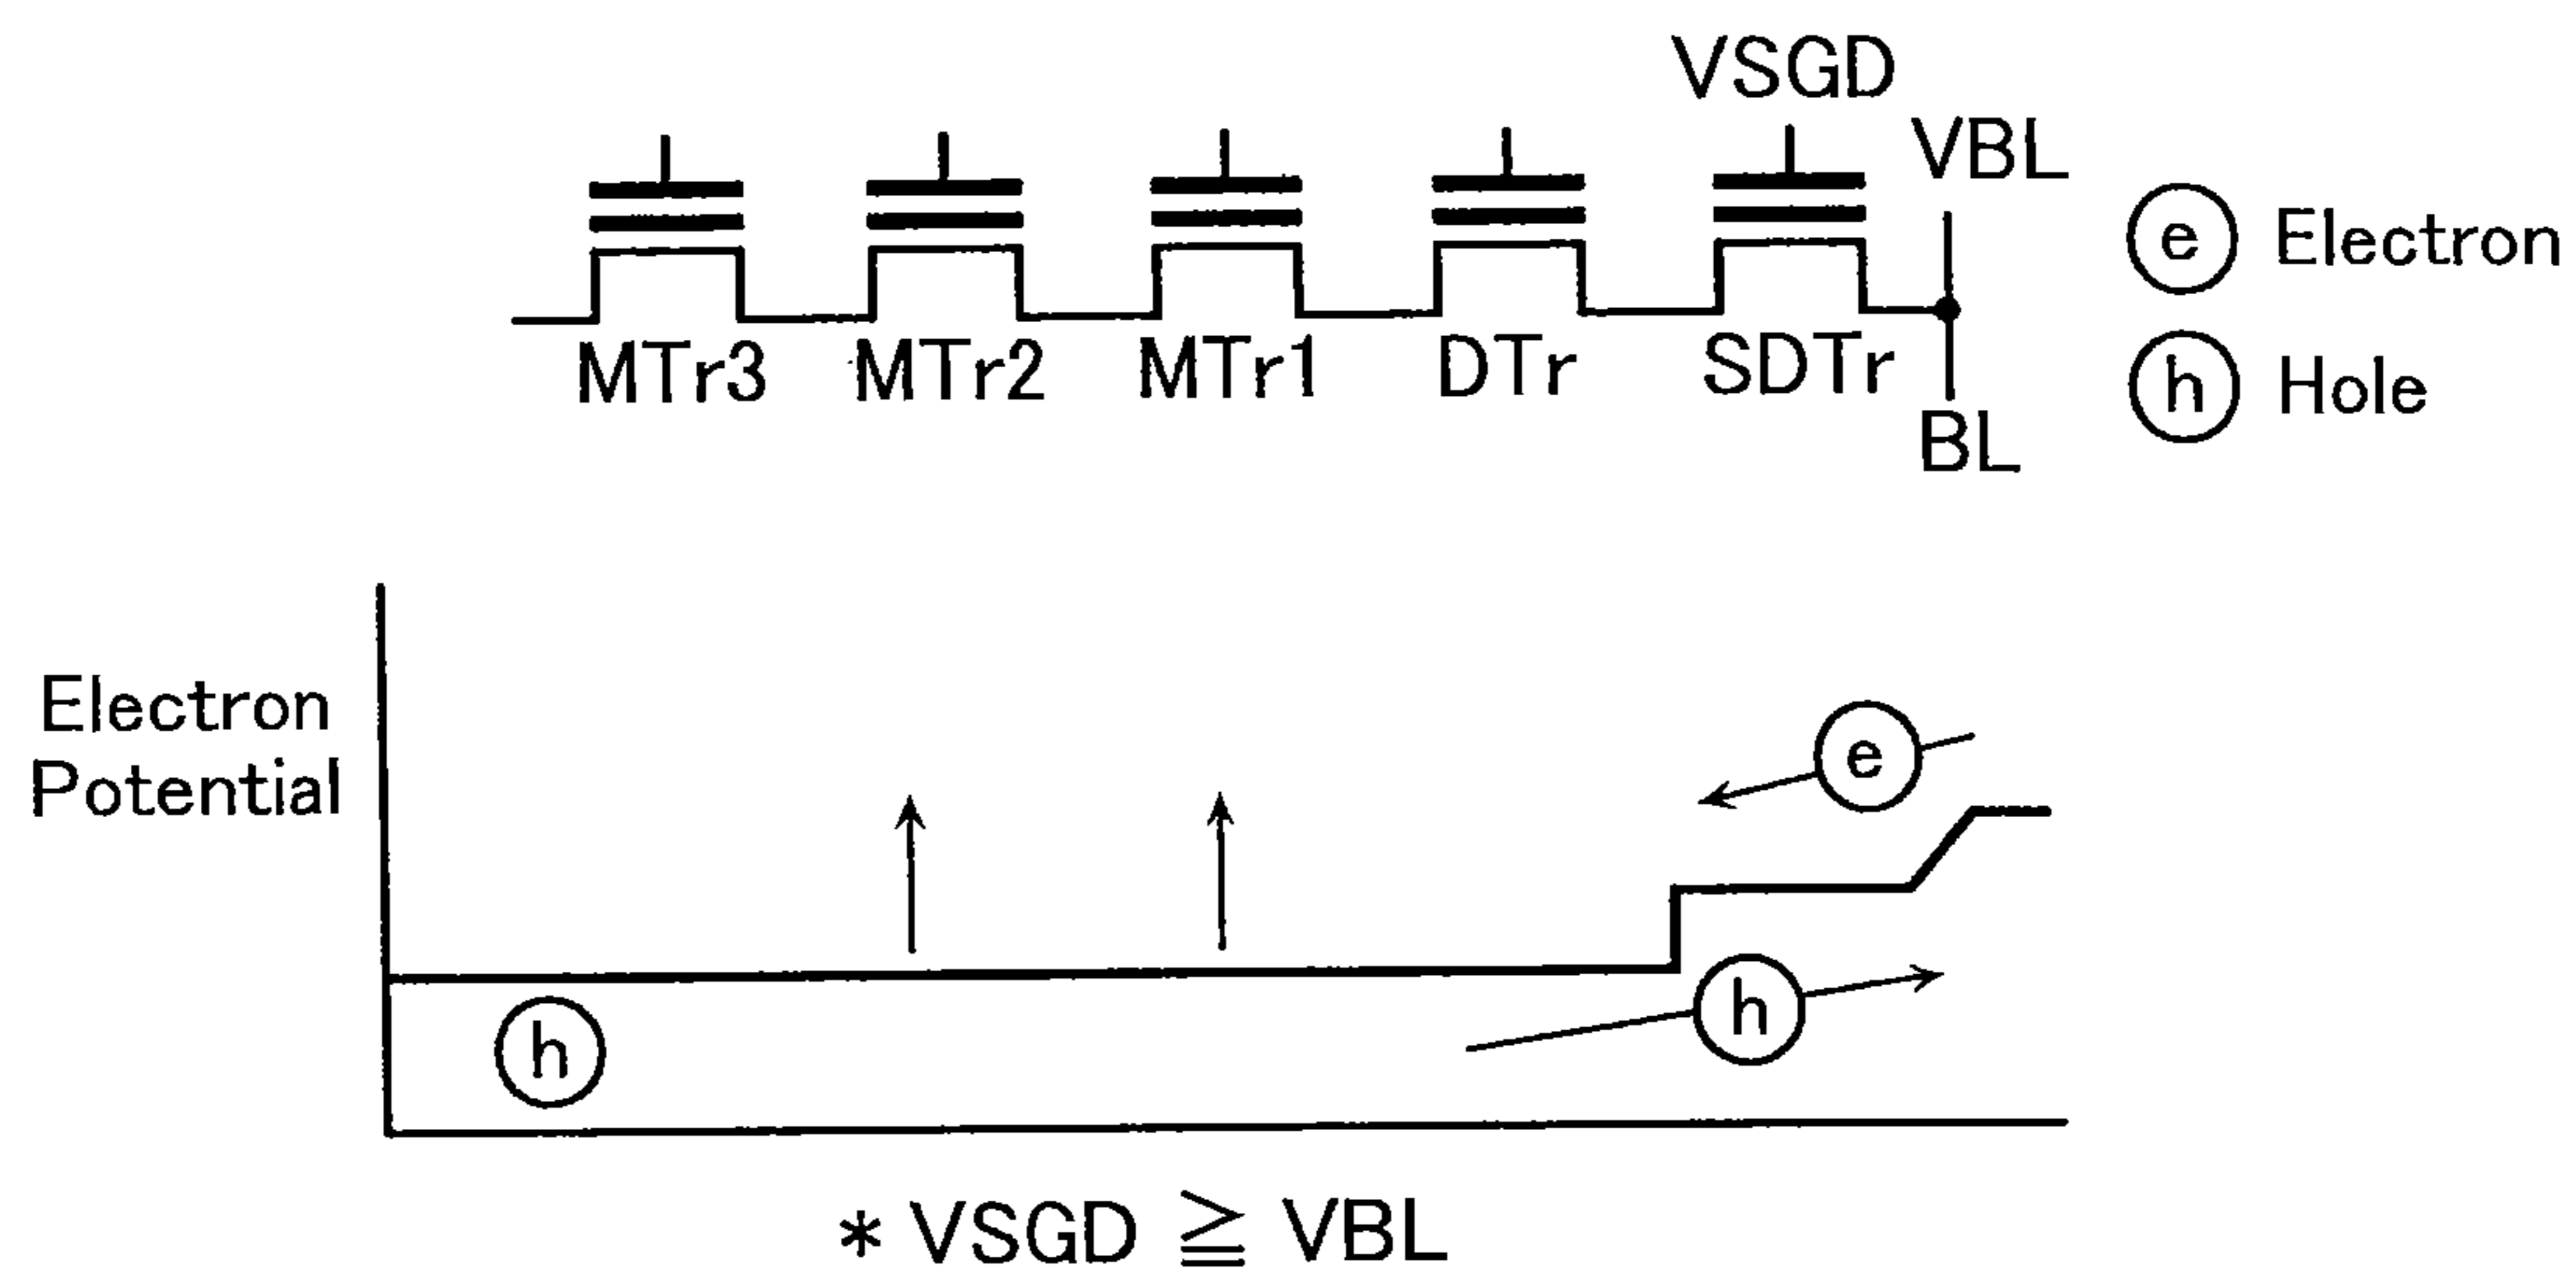 VSGD
VBL
e Electron
h Hole
MTr3 MTr2 MTr1 DTr SDTr
BL
Electron
Potential
e
h
h
* VSGD ≧ VBL